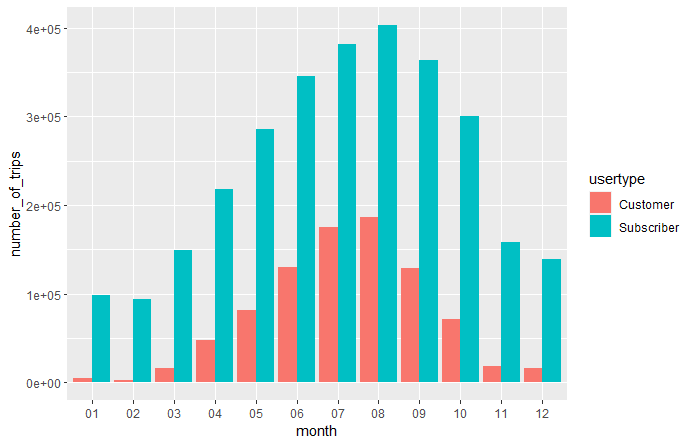 4e+05
3e+05
2e+05
1e+05
0e+00
number_of_trips
01 02 03 04 05 06 07 08 09 10 11 12
month
usertype
Customer
Subscriber